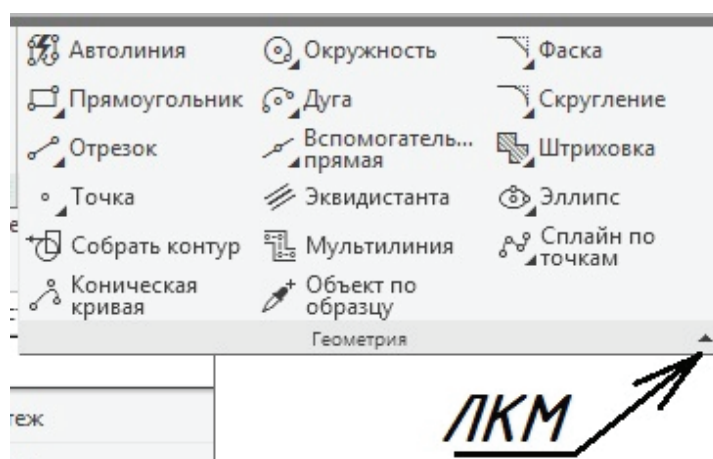 Автолиния Окружность Фаска
Прямоугольник Дуга Скругление
Отрезок Вспомогатель... прямая Штриховка
Точка Эквидистанта Эллипс
Собрать контур Мультилиния Сплайн по точкам
Коническая кривая Объект по образцу
Геометрия
ЛКМ
теж